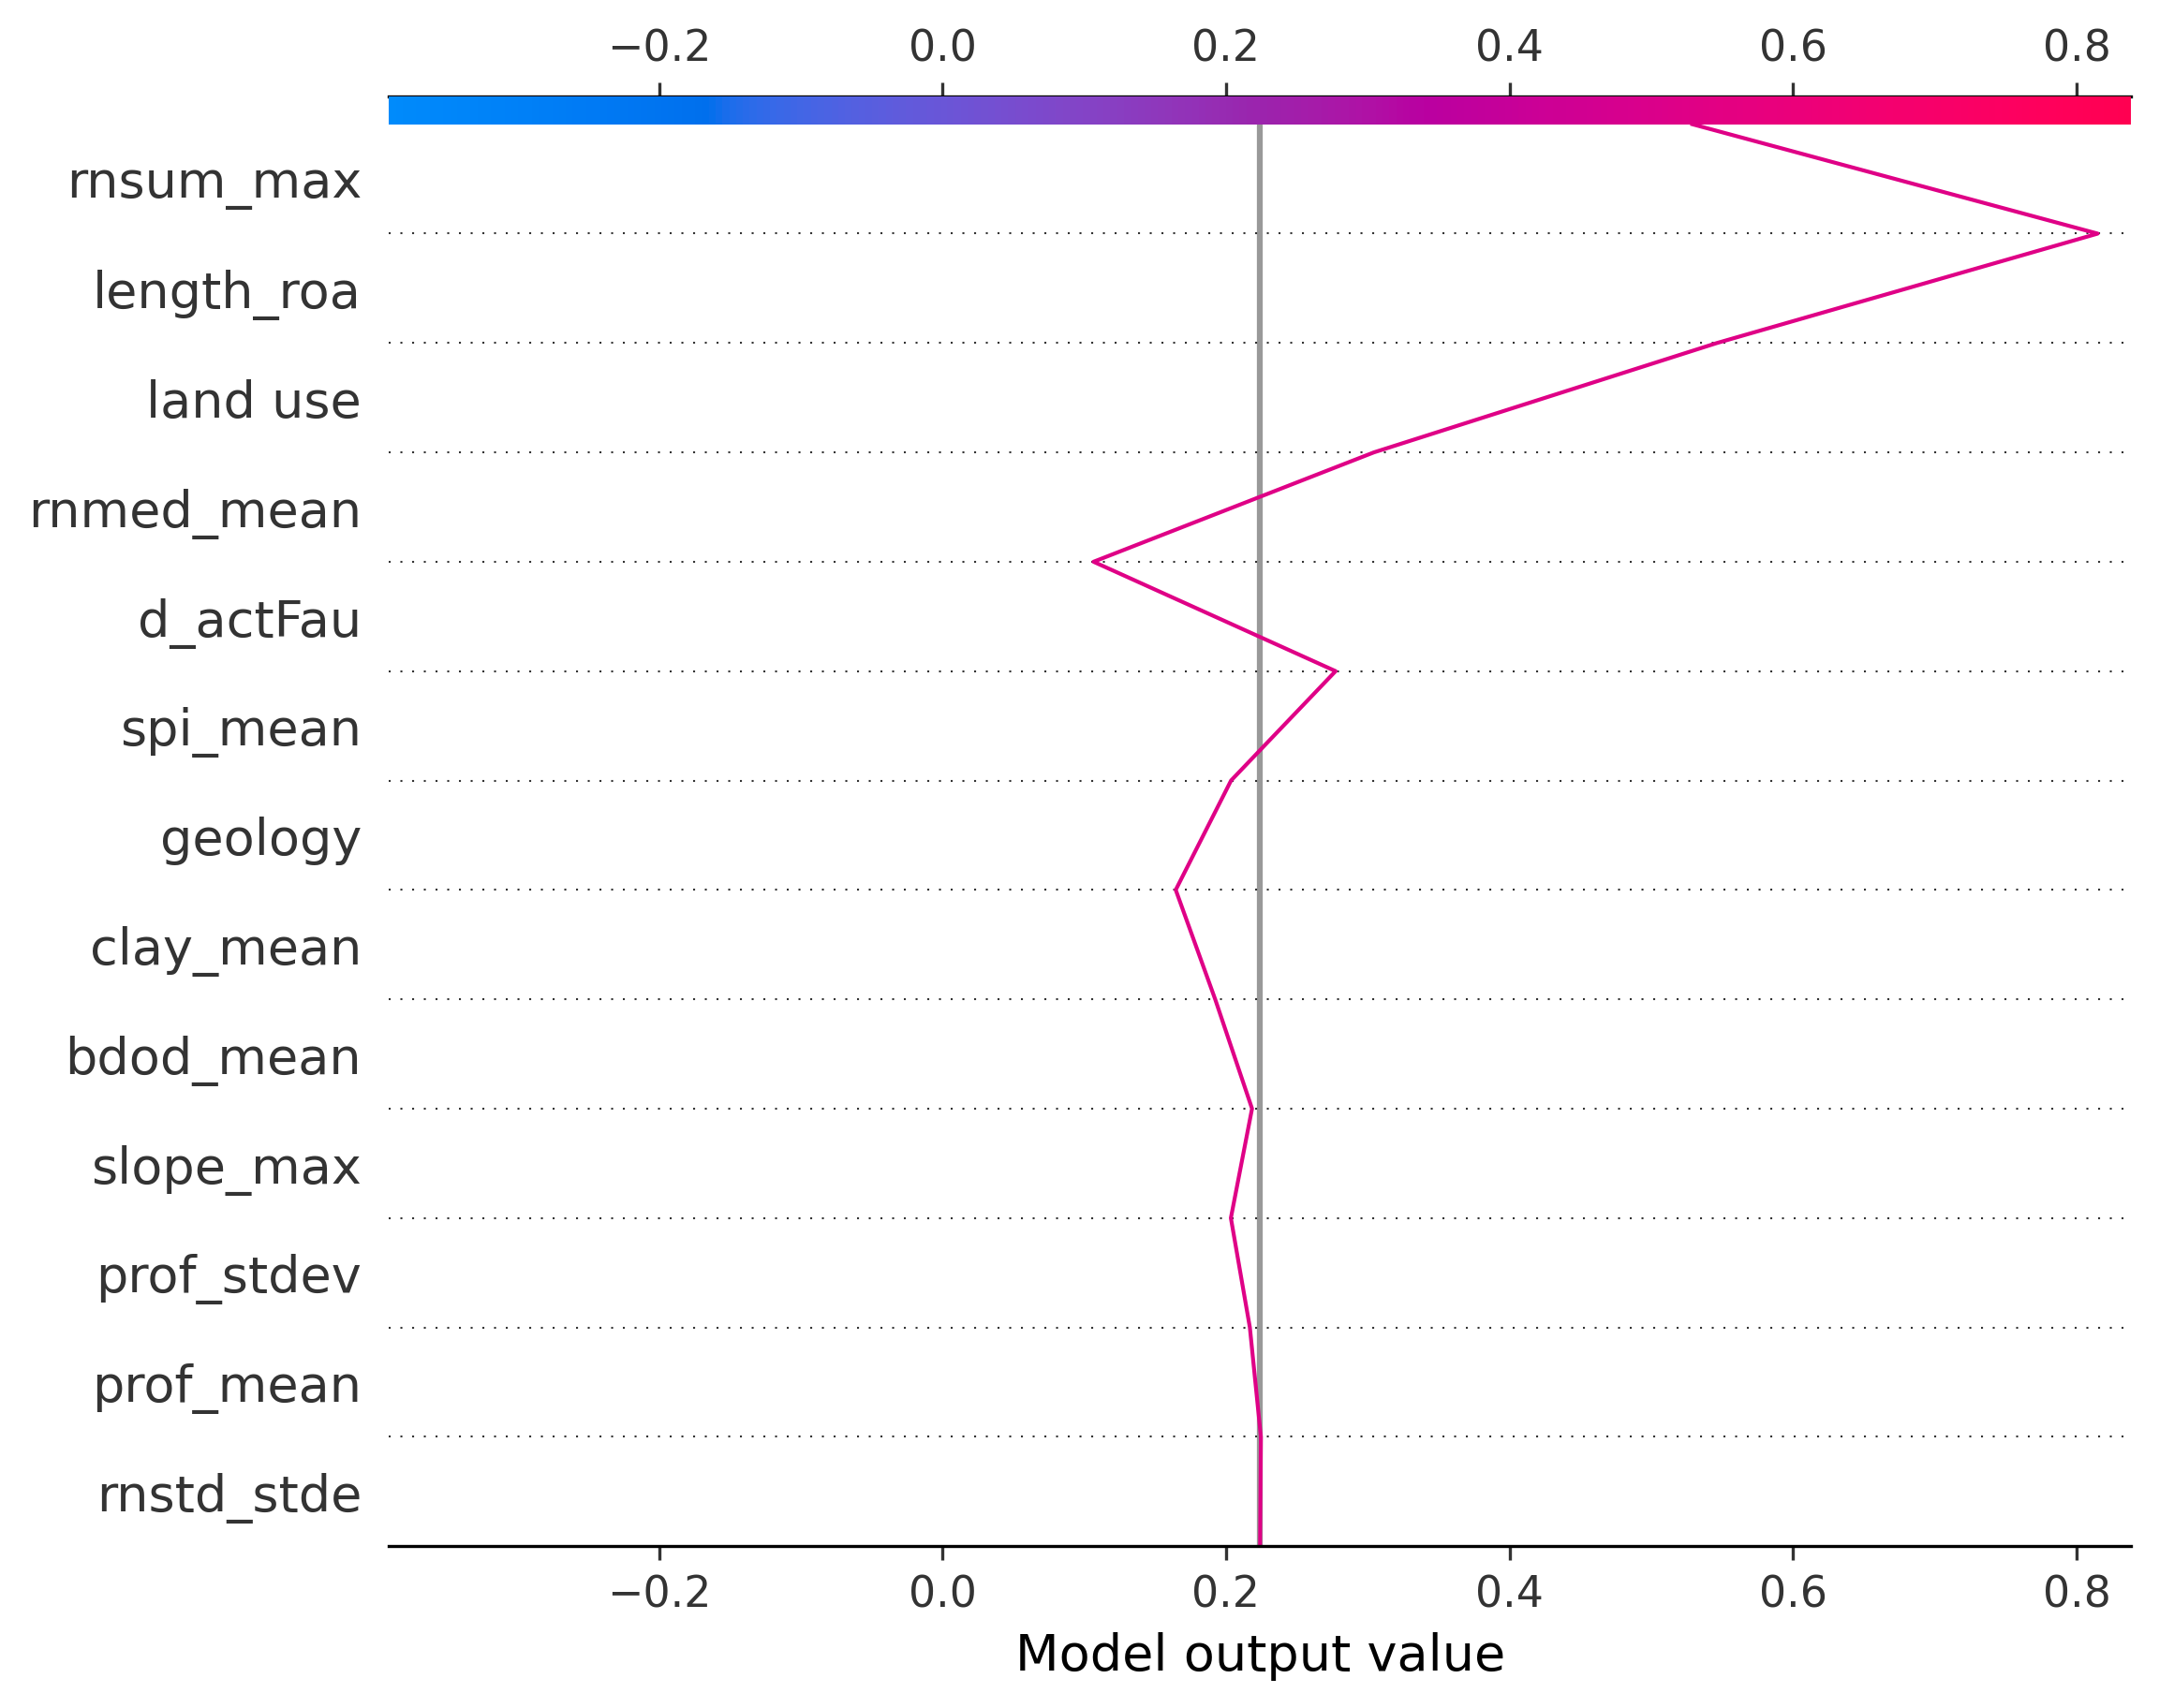 −0.2 0.0 0.2 0.4 0.6 0.8
rnsum_max
length_roa
land use
rnmed_mean
d_actFau
spi_mean
geology
clay_mean
bdod_mean
slope_max
prof_stdev
prof_mean
rnstd_stde
−0.2 0.0 0.2 0.4 0.6 0.8
Model output value